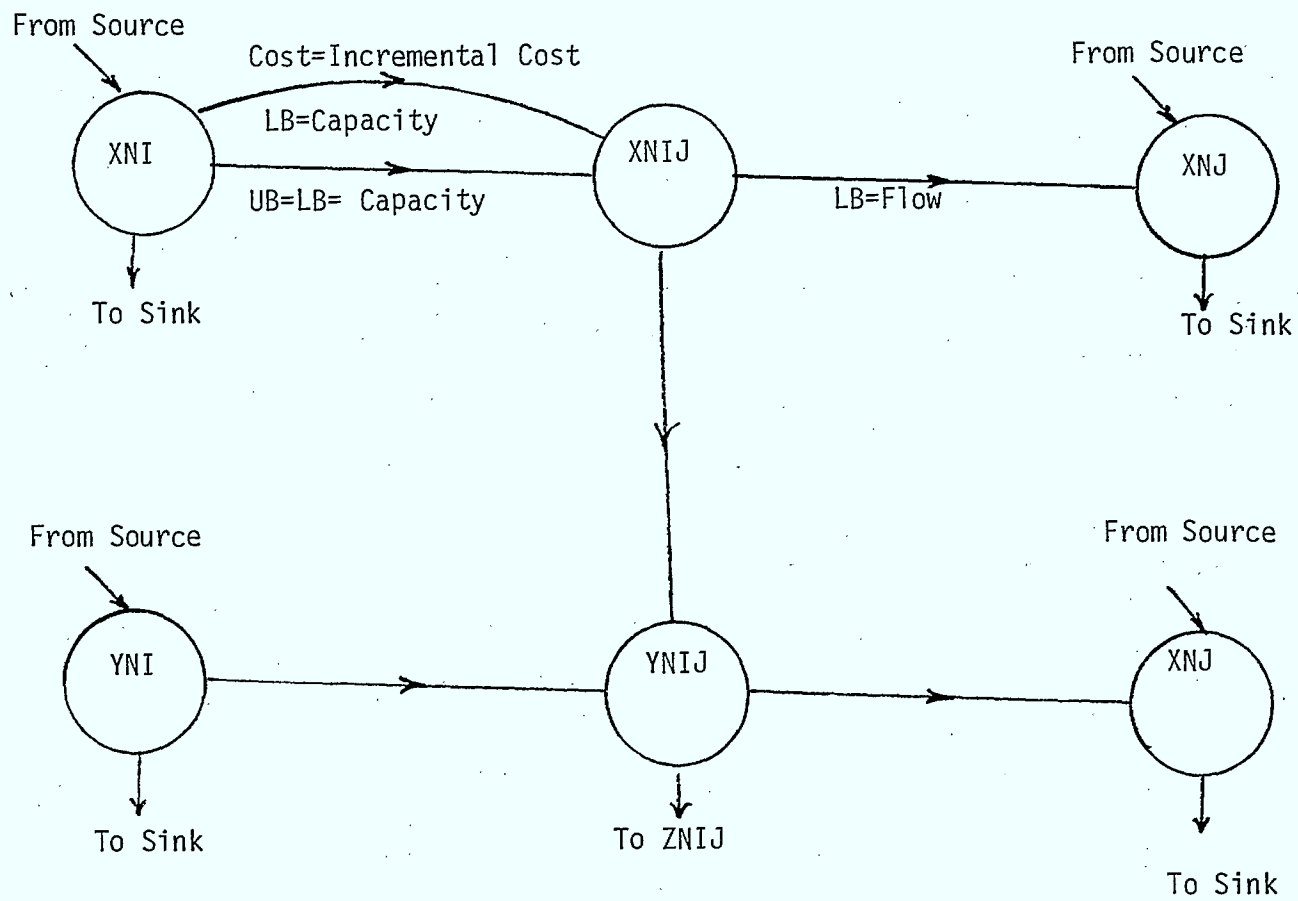 From Source
Cost=Incremental Cost
From Source
LB=Capacity
XNI
XNIJ
XNJ
UB=LB= Capacity
LB=Flow
To Sink
To Sink
From Source
From Source
YNI
YNIJ
XNJ
To Sink
To ZNIJ
To Sink